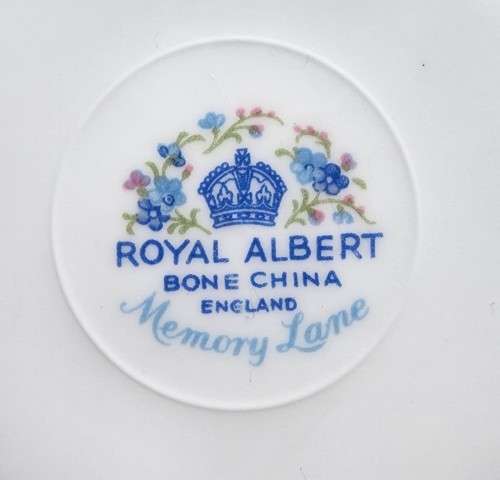 ROYAL ALBERT
BONE CHINA
ENGLAND
Memory Lane